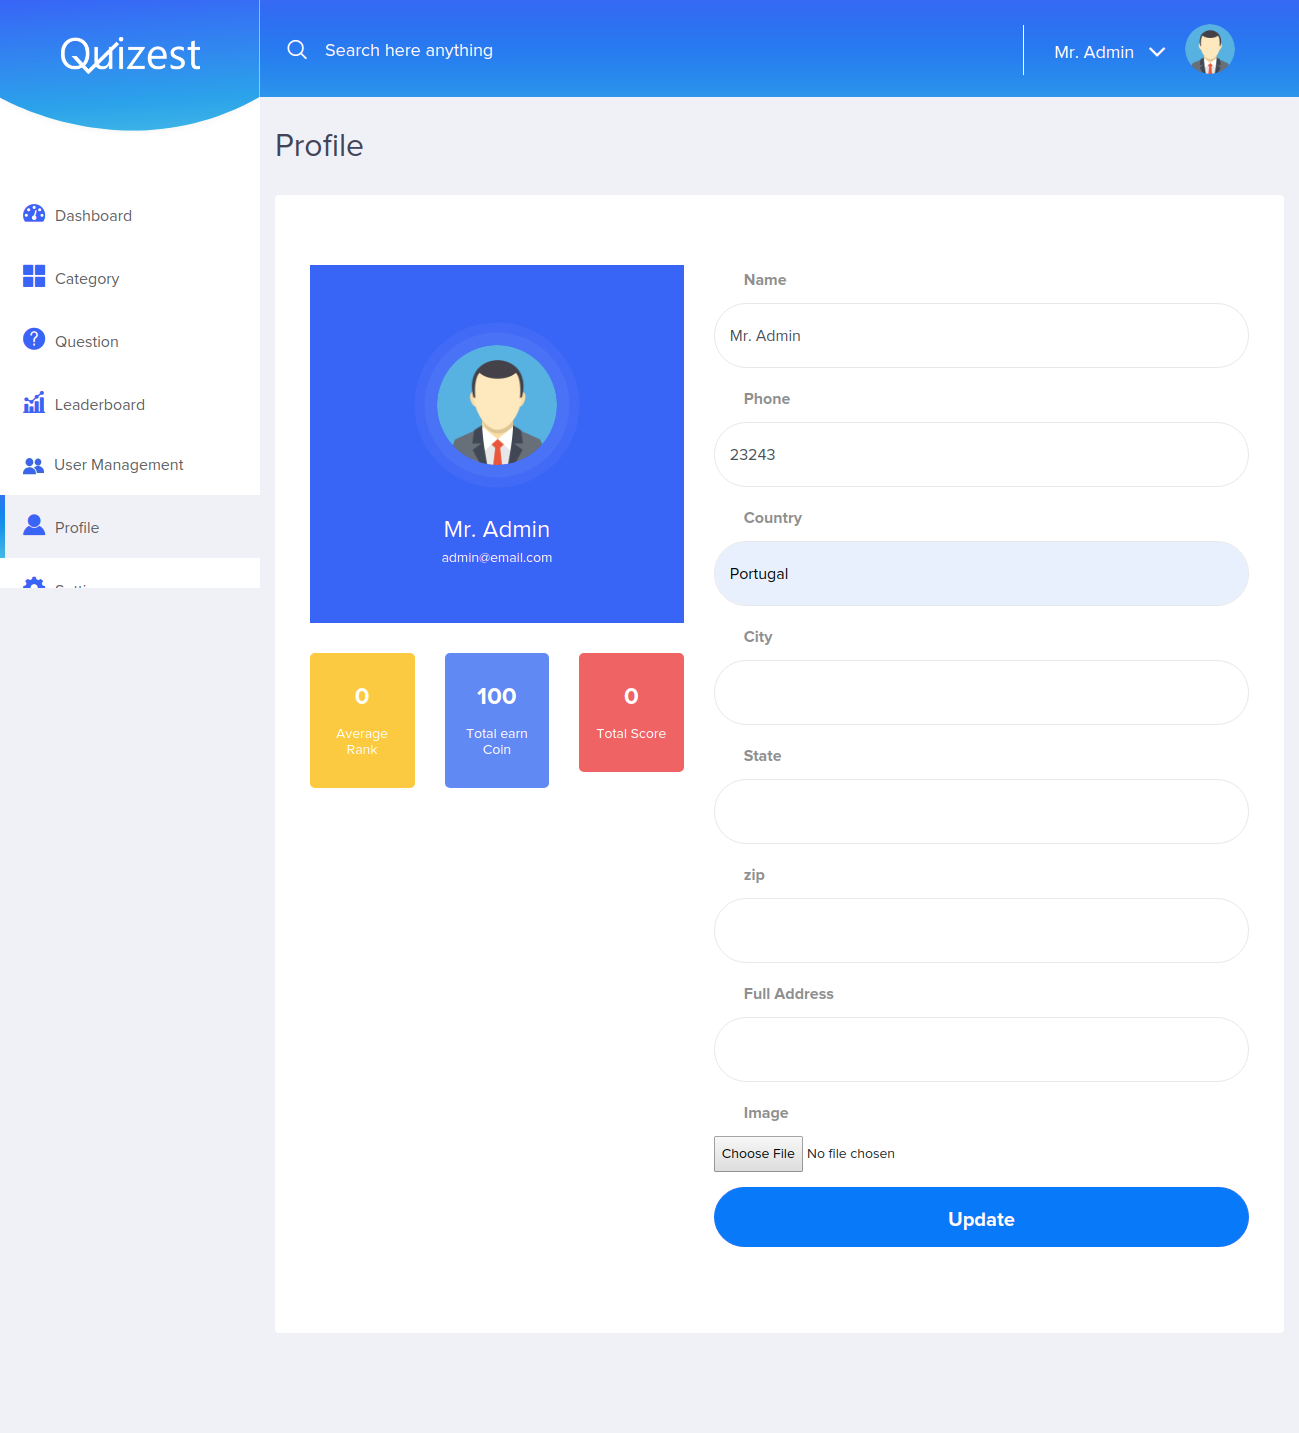 Quizest
Search here anything
Mr. Admin
Profile
Dashboard
Category
Question
Leaderboard
User Management
Profile
Mr. Admin
admin@email.com
0
Average
Rank
100
Total earn
Coin
0
Total Score
Name
Mr. Admin
Phone
23243
Country
Portugal
City
State
zip
Full Address
Image
Choose File No file chosen
Update